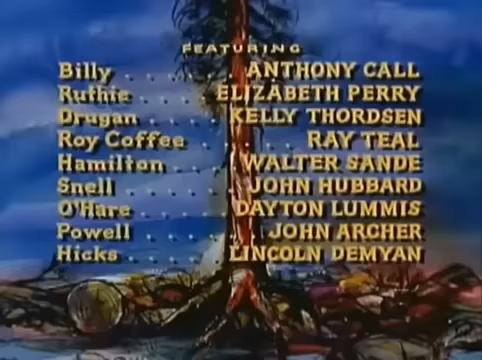 FEATURING
Billy . . . . . . . ANTHONY CALL
Ruthie . . . . . ELIZABETH PERRY
Drugan . . . . . KELLY THORDSEN
Roy Coffee . . . . . . RAY TEAL
Hamilton . . . . . WALTER SANDE
Snell . . . . . . . JOHN HUBBARD
O'Hare . . . . . . DAYTON LUMMIS
Powell . . . . . . . JOHN ARCHER
Hicks . . . . . . LINCOLN DEMYAN